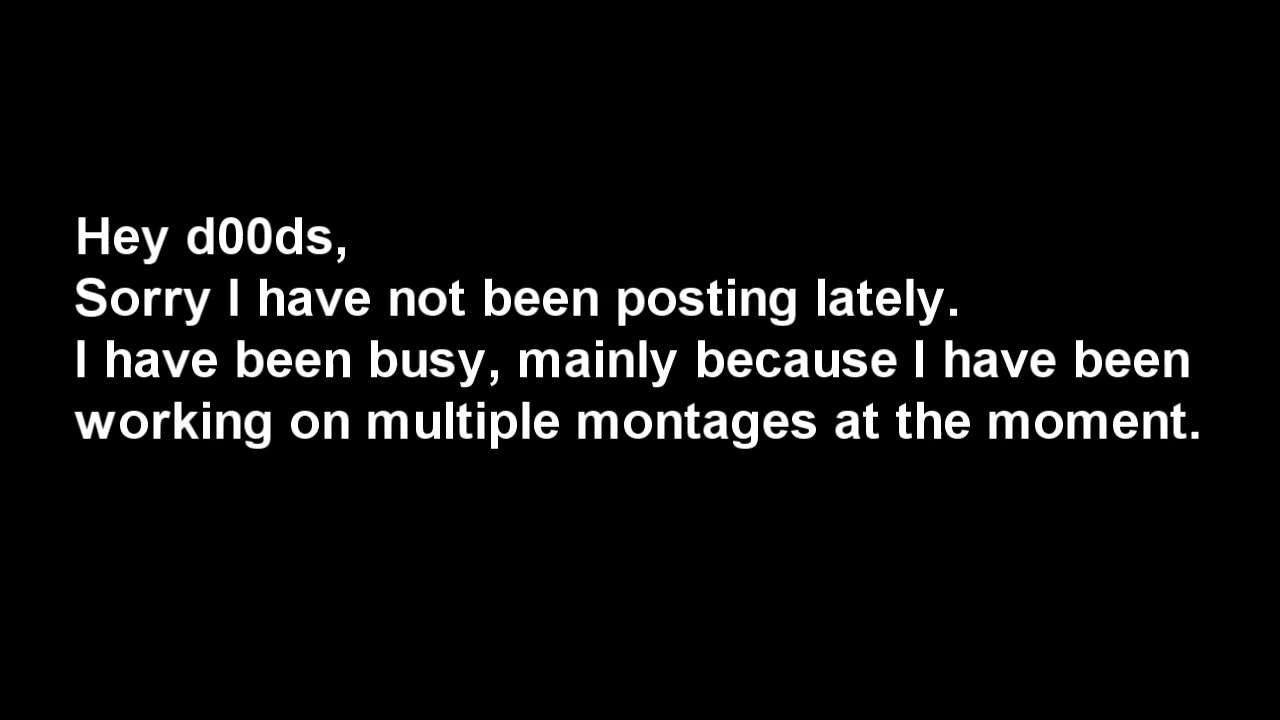 Hey d00ds,
Sorry I have not been posting lately.
I have been busy, mainly because I have been
working on multiple montages at the moment.